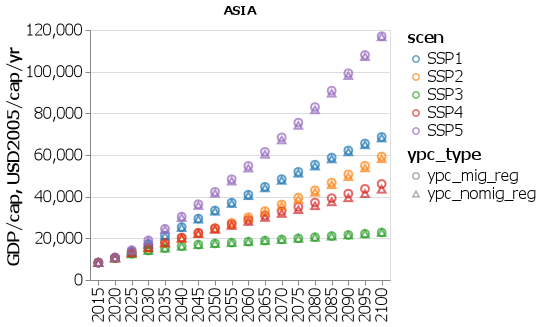 ASIA
GDP/cap, USD2005/cap/yr
120,000
100,000
80,000
60,000
40,000
20,000
0
2015
2020
2025
2030
2035
2040
2045
2050
2055
2060
2065
2070
2075
2080
2085
2090
2095
2100
scen
SSP1
SSP2
SSP3
SSP4
SSP5
ypc_type
ypc_mig_reg
ypc_nomig_reg